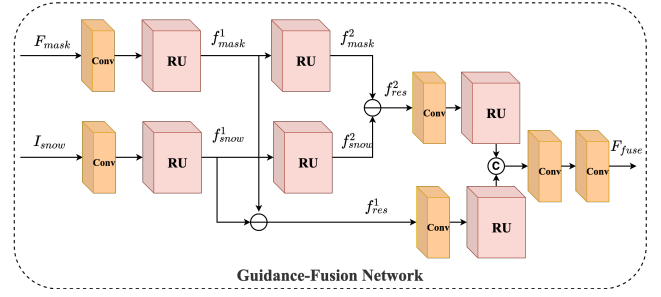 F_mask Conv RU f^1_mask RU f^2_mask
f^2_res Conv RU
I_snow Conv RU f^1_snow RU f^2_snow
C Conv Conv F_fuse
f^1_res Conv RU
Guidance-Fusion Network